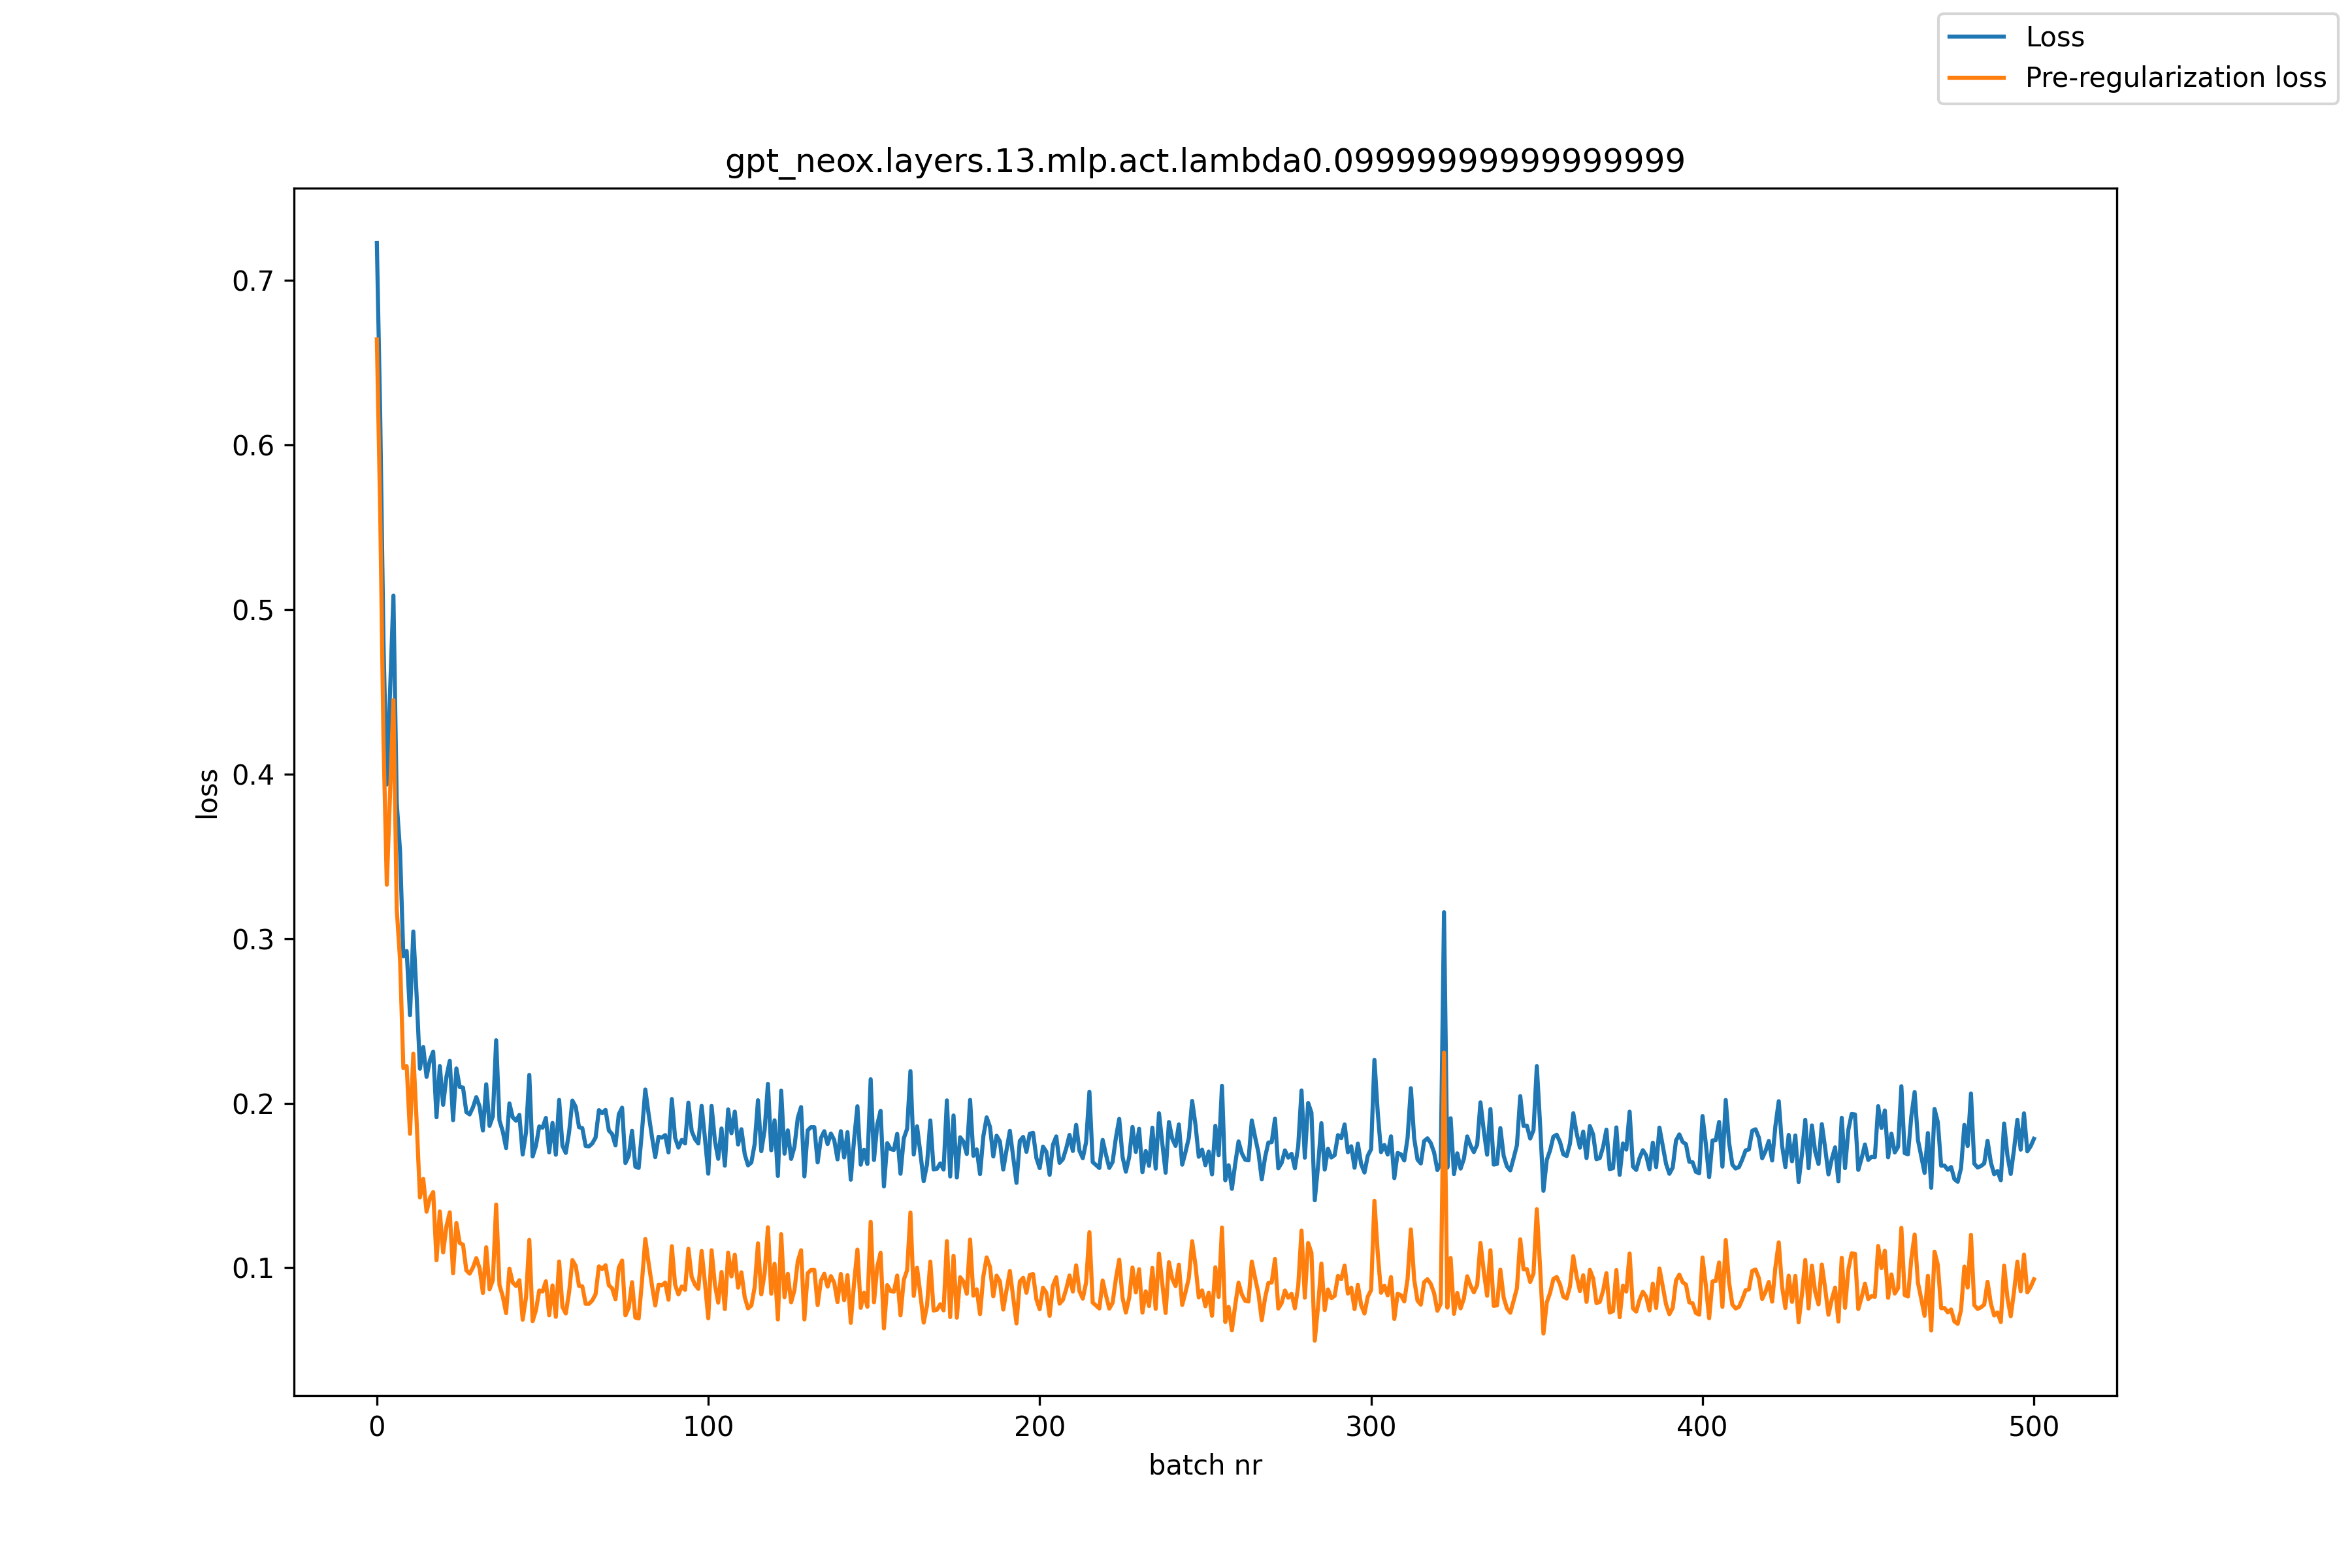 Loss
Pre-regularization loss
gpt_neox.layers.13.mlp.act.lambda0.09999999999999999
0.7
0.6
0.5
0.4
0.3
0.2
0.1
loss
0 100 200 300 400 500
batch nr